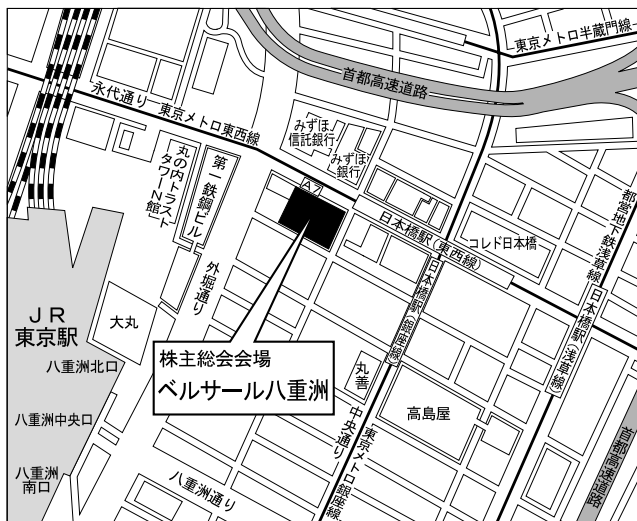 東京メトロ半蔵門線
首都高速道路
永代通り
東京メトロ東西線
みずほ
信託銀行
みずほ
銀行
丸の内トラスト
タワーN館
第一鉄鋼ビル
A7
日本橋駅(東西線)
コレド日本橋
都営地下鉄浅草線
日本橋駅(浅草線)
外堀通り
日本橋駅(銀座線)
JR
東京駅
大丸
株主総会会場
ベルサール八重洲
丸善
高島屋
八重洲北口
八重洲中央口
八重洲
南口
八重洲通り
中央通り
東京メトロ銀座線
首都高速道路